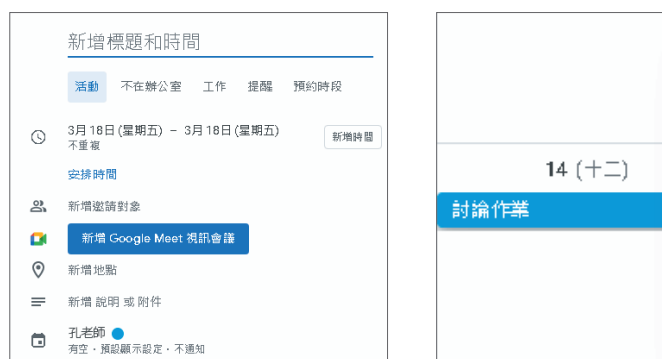 新增標題和時間
活動 不在辦公室 工作 提醒 預約時段
3月 18日 (星期五) – 3月 18日 (星期五) 新增時間
不重複
安排時間
新增邀請對象
新增 Google Meet 視訊會議
新增地點
新增 說明 或 附件
孔老師
有空・預設顯示設定・不通知
14 (十二)
討論作業